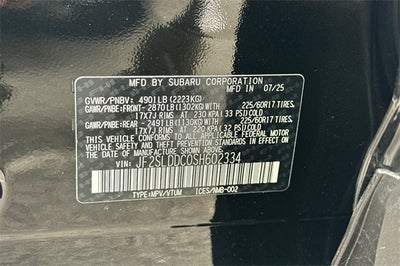 MFD. BY SUBARU CORPORATION
IN 07/25
GVWR/PNBV: 4901LB(2223KG)
GAWR/PNBE:FRONT-2870LB(1302KG)WITH 225/60R17 TIRES.
17X7J RIMS. AT 230 KPA(33 PSI)COLD
GAWR/PNBE:REAR -2491LB(1130KG)WITH 225/60R17 TIRES.
17X7J RIMS. AT 220 KPA(32 PSI)COLD
THIS VEHICLE CONFORMS TO ALL APPLICABLE FEDERAL MOTOR
VEHICLE SAFETY, BUMPER, AND THEFT PREVENTION STANDARDS
IN EFFECT ON THE DATE OF MANUFACTURE SHOWN ABOVE.
VIN: JF2SLDDC0SH602334
TYPE:MPV/VTUM ICES/NMB-002